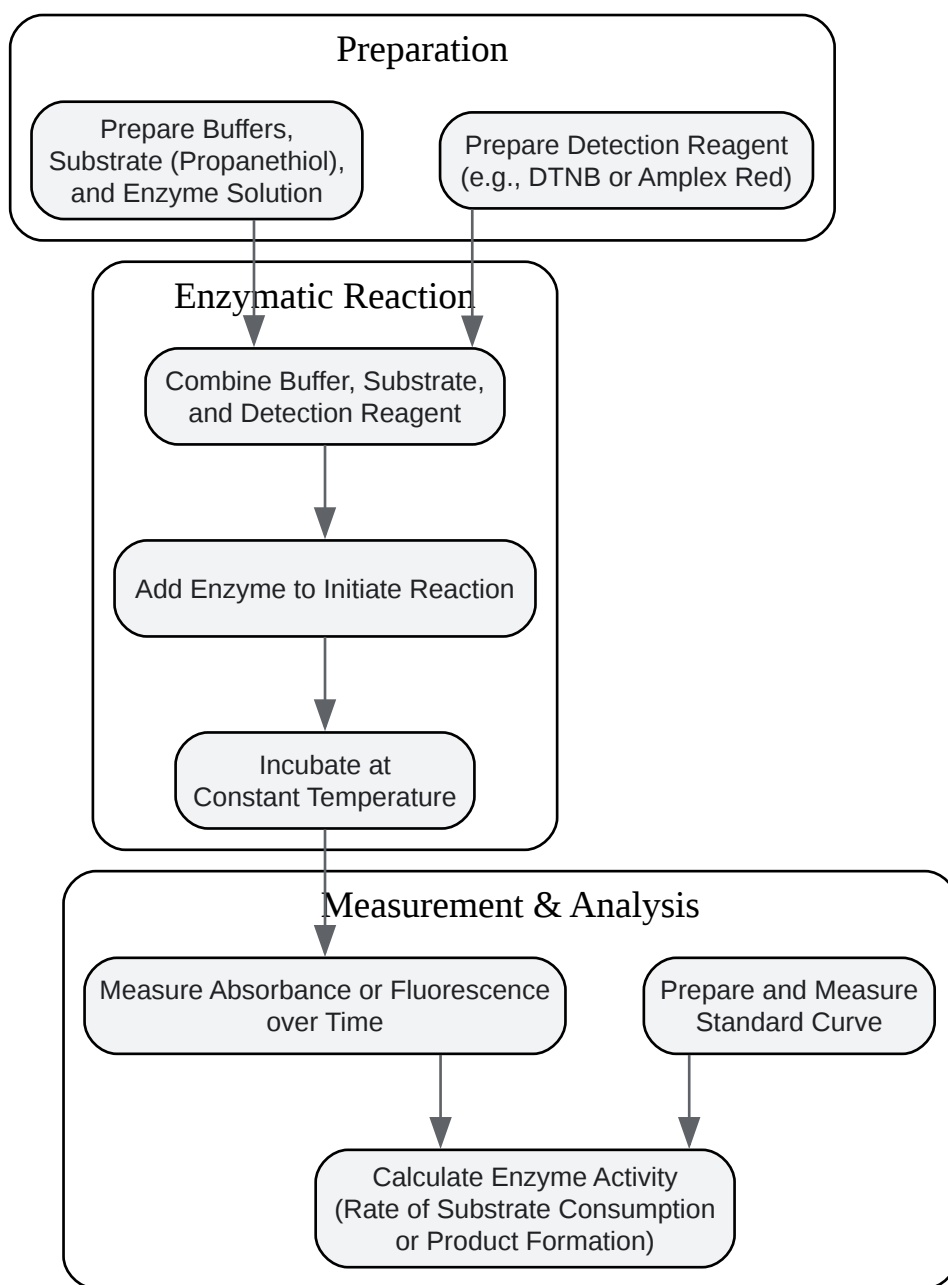 Preparation
Prepare Buffers,
Substrate (Propanethiol),
and Enzyme Solution
Prepare Detection Reagent
(e.g., DTNB or Amplex Red)
Enzymatic Reaction
Combine Buffer, Substrate,
and Detection Reagent
Add Enzyme to Initiate Reaction
Incubate at
Constant Temperature
Measurement & Analysis
Measure Absorbance or Fluorescence
over Time
Prepare and Measure
Standard Curve
Calculate Enzyme Activity
(Rate of Substrate Consumption
or Product Formation)